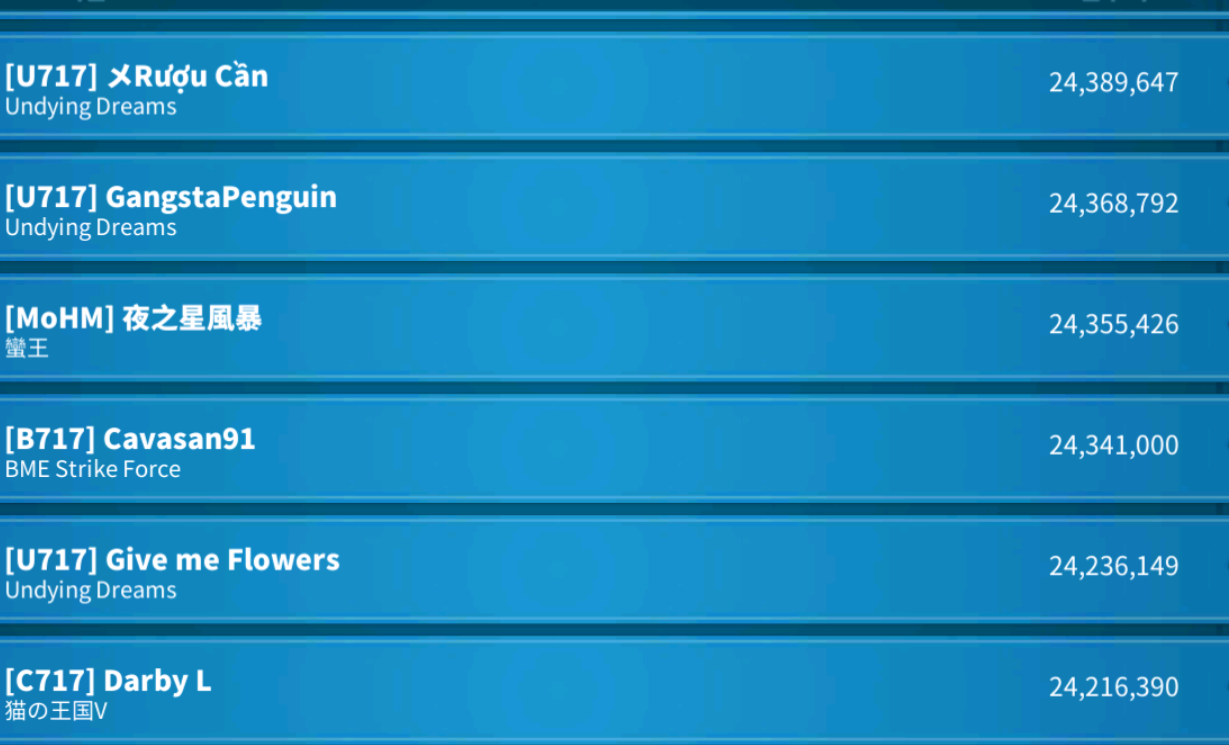 [U717] メRượu Cần
24,389,647
Undying Dreams
[U717] GangstaPenguin
24,368,792
Undying Dreams
[MoHM] 夜之星風暴
24,355,426
蠻王
[B717] Cavasan91
24,341,000
BME Strike Force
[U717] Give me Flowers
24,236,149
Undying Dreams
[C717] Darby L
24,216,390
猫の王国V